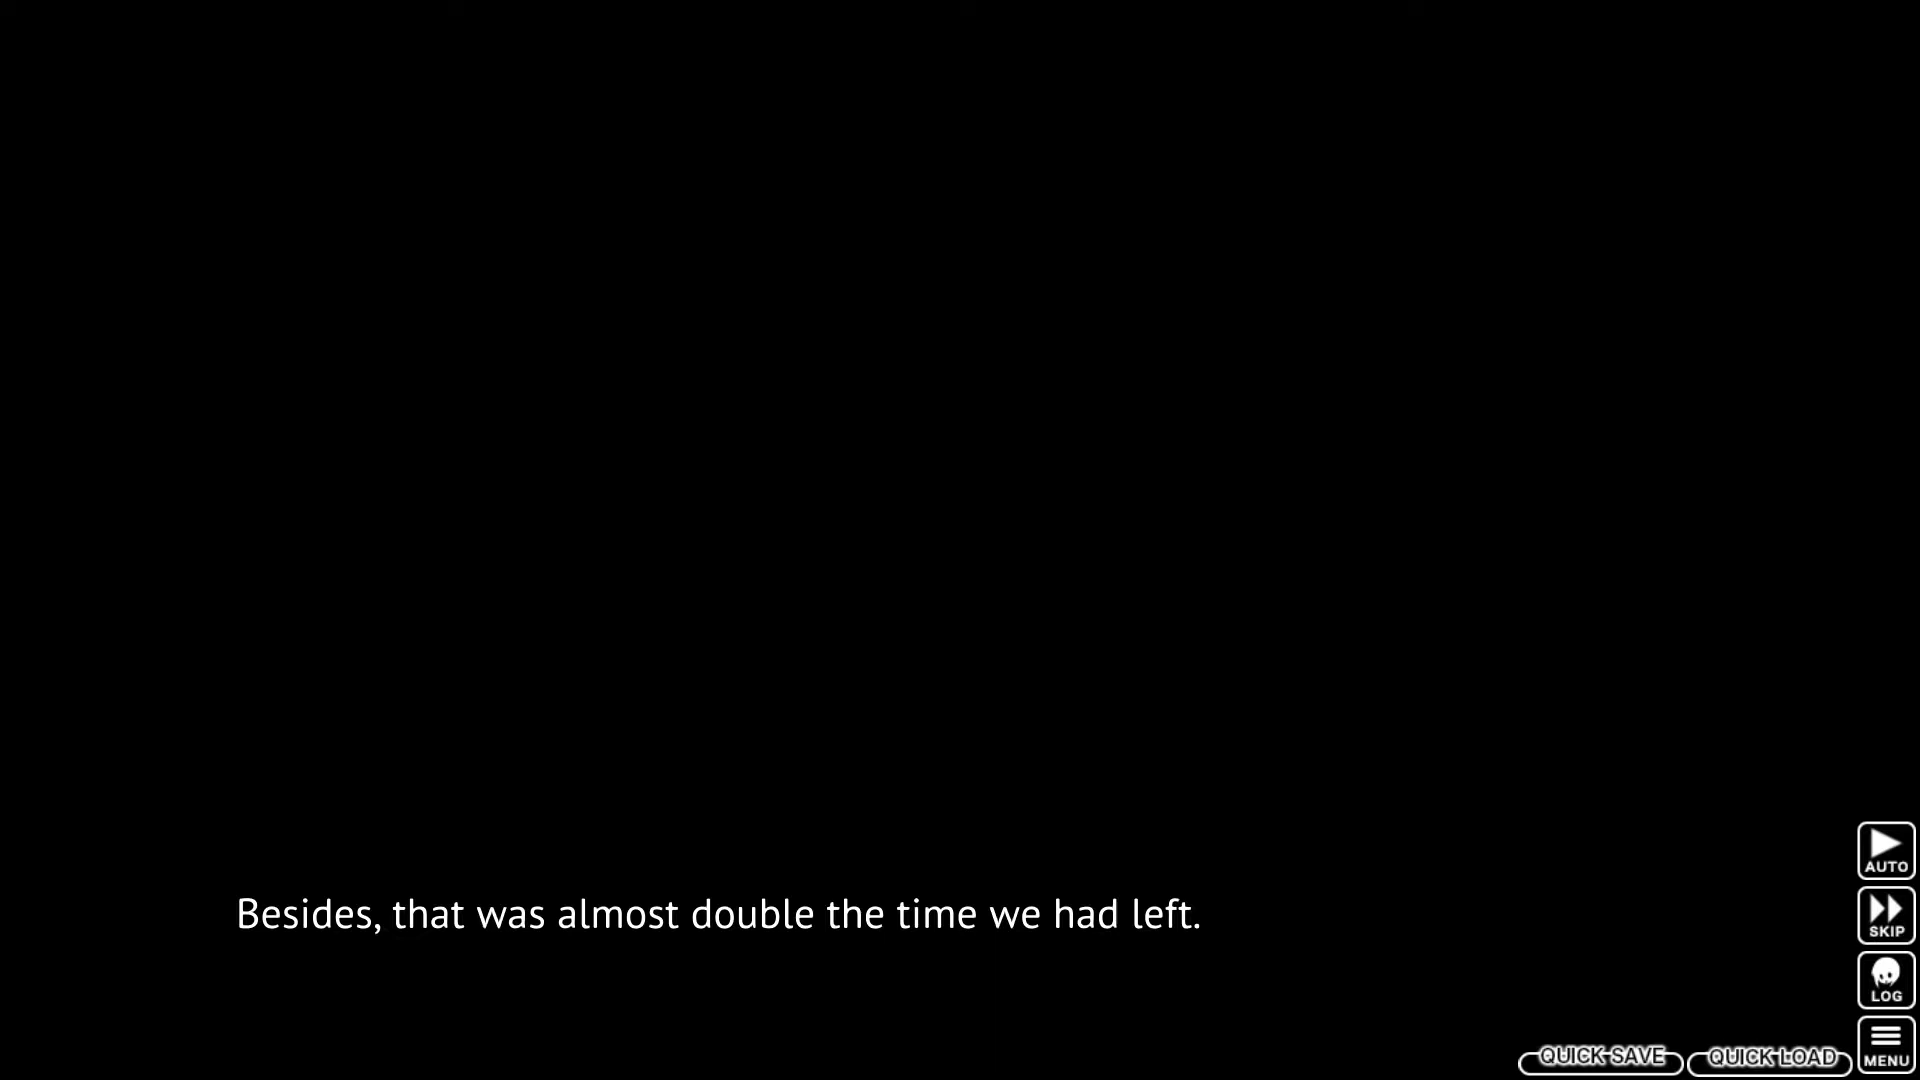 AUTO
SKIP
Besides, that was almost double the time we had left.
LOG
QUICK SAVE
QUICK LOAD
MENU